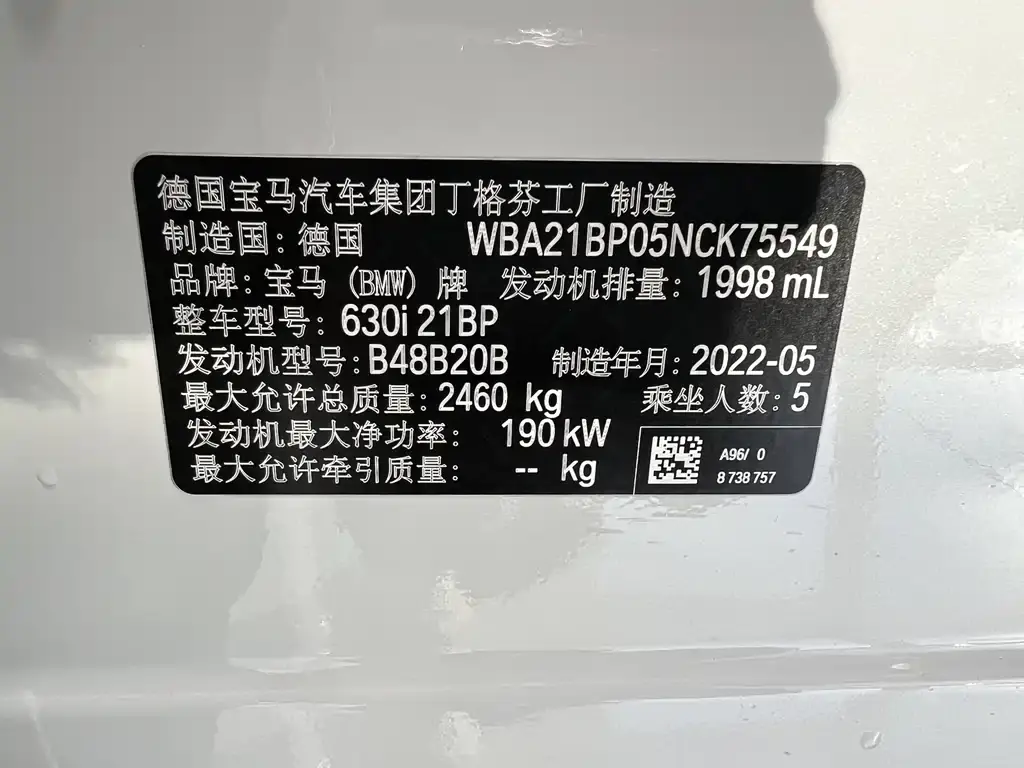 德国宝马汽车集团丁格芬工厂制造
制造国: 德国 WBA21BP05NCK75549
品牌: 宝马 (BMW) 牌 发动机排量: 1998 mL
整车型号: 630i 21BP
发动机型号: B48B20B 制造年月: 2022-05
最大允许总质量: 2460 kg 乘坐人数: 5
发动机最大净功率: 190 kW
最大允许牵引质量: -- kg
A96/ 0
8 738 757